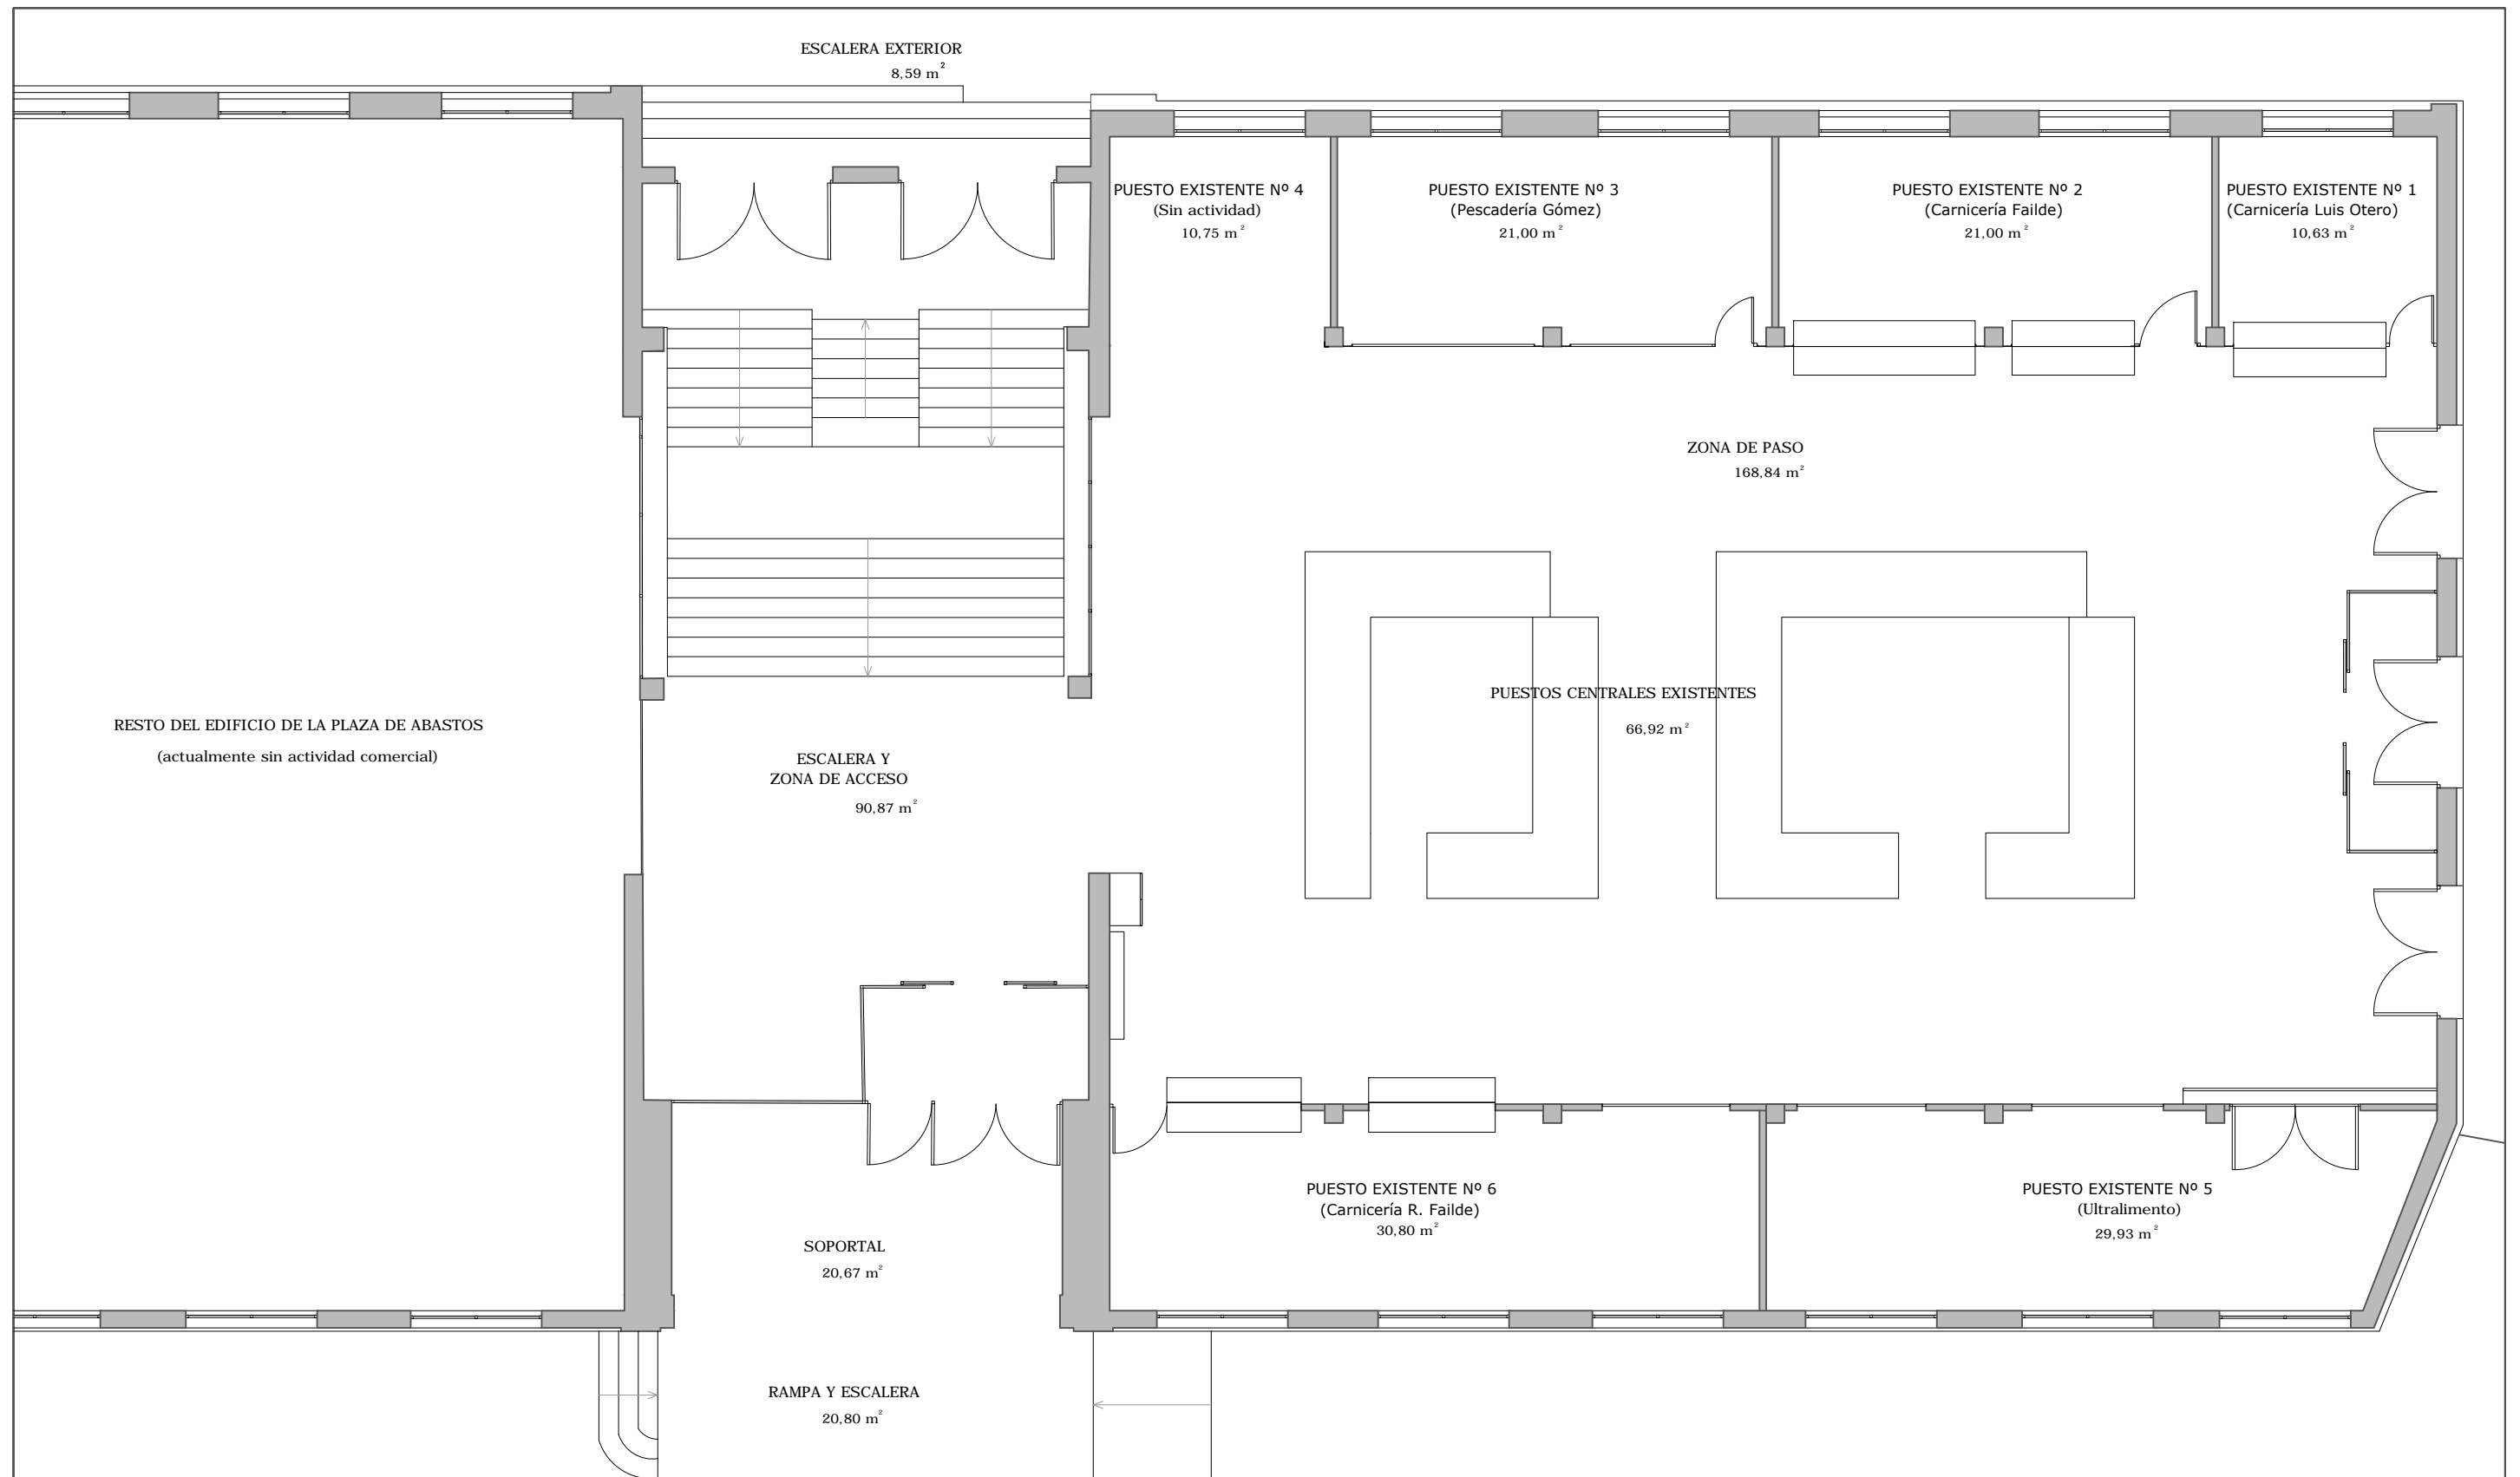 ESCALERA EXTERIOR
8,59 m²
PUESTO EXISTENTE Nº 4
(Sin actividad)
10,75 m²
PUESTO EXISTENTE Nº 3
(Pescadería Gómez)
21,00 m²
PUESTO EXISTENTE Nº 2
(Carnicería Failde)
21,00 m²
PUESTO EXISTENTE Nº 1
(Carnicería Luis Otero)
10,63 m²
ZONA DE PASO
168,84 m²
PUESTOS CENTRALES EXISTENTES
66,92 m²
RESTO DEL EDIFICIO DE LA PLAZA DE ABASTOS
(actualmente sin actividad comercial)
ESCALERA Y
ZONA DE ACCESO
90,87 m²
PUESTO EXISTENTE Nº 6
(Carnicería R. Failde)
30,80 m²
PUESTO EXISTENTE Nº 5
(Ultralimento)
29,93 m²
SOPORTAL
20,67 m²
RAMPA Y ESCALERA
20,80 m²